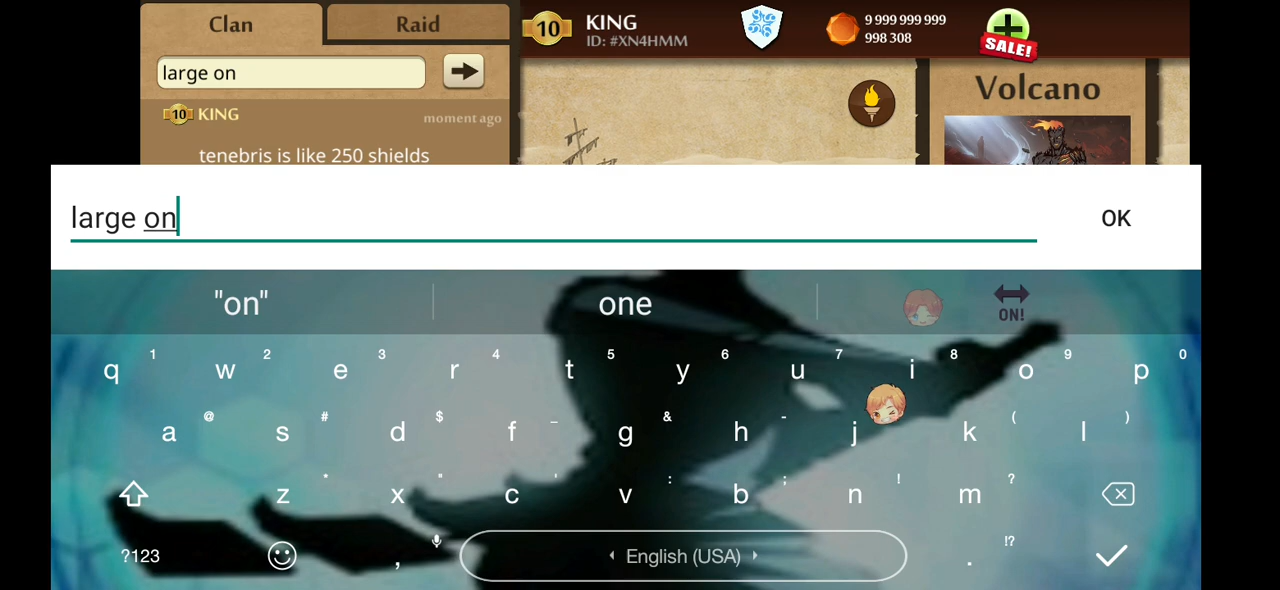 Clan
Raid
10
KING
ID: #XN4HMM
9 999 999 999
998 308
SALE!
large on
10 KING
moment ago
tenebris is like 250 shields
Volcano
large on
OK
"on"
one
ON!
1 2 3 4 5 6 7 8 9 0
q w e r t y u i o p
@ # $ _ & - ( )
a s d f g h j k l
* " ' : ; ! ?
z x c v b n m
?123
,
English (USA)
!?
.